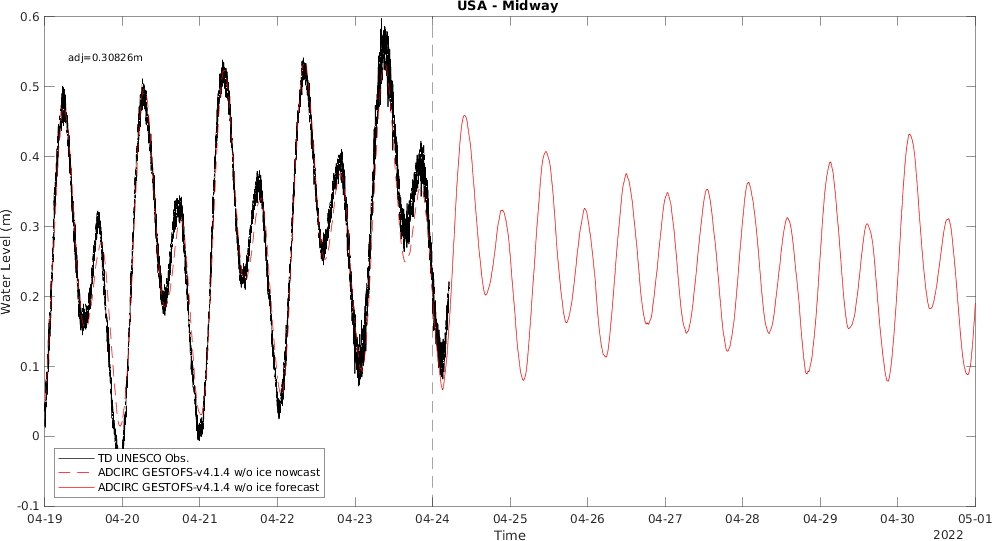 USA - Midway
adj=0.30826m
Water Level (m)
0.6
0.5
0.4
0.3
0.2
0.1
0
-0.1
TD UNESCO Obs.
ADCIRC GESTOFS-v4.1.4 w/o ice nowcast
ADCIRC GESTOFS-v4.1.4 w/o ice forecast
04-19 04-20 04-21 04-22 04-23 04-24 04-25 04-26 04-27 04-28 04-29 04-30 05-01
Time
2022